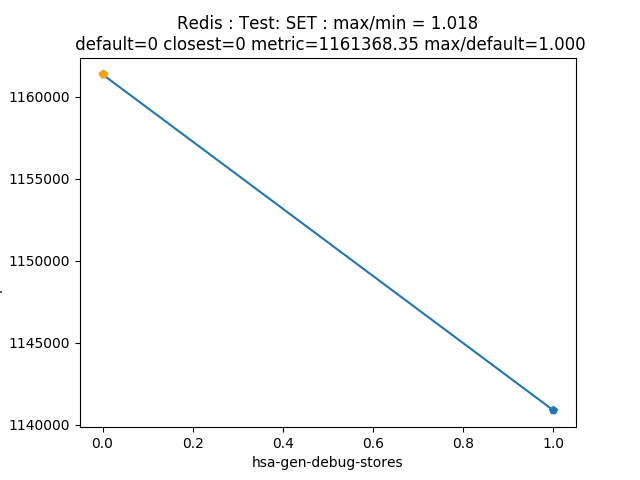 Redis : Test: SET : max/min = 1.018
default=0 closest=0 metric=1161368.35 max/default=1.000
1160000
1155000
1150000
1145000
1140000
0.0 0.2 0.4 0.6 0.8 1.0
hsa-gen-debug-stores